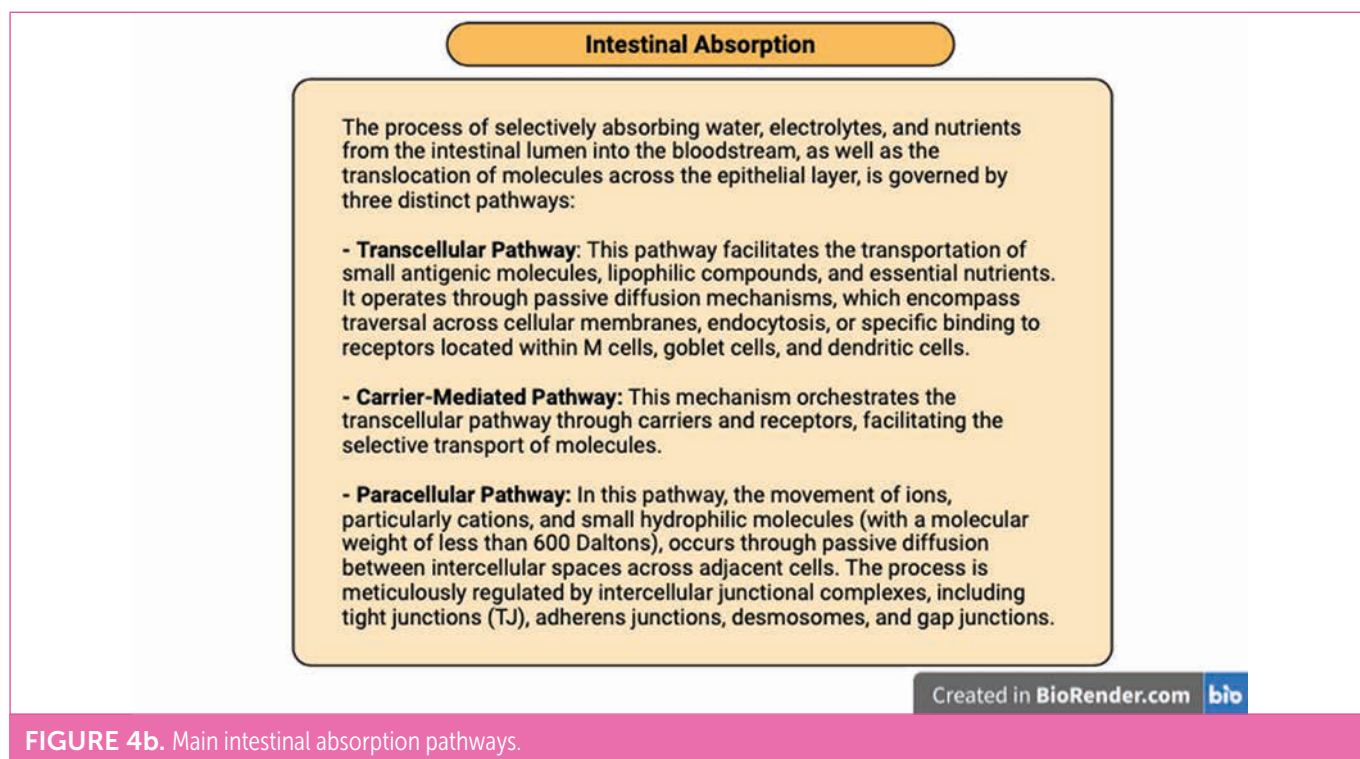 Intestinal Absorption
The process of selectively absorbing water, electrolytes, and nutrients
from the intestinal lumen into the bloodstream, as well as the
translocation of molecules across the epithelial layer, is governed by
three distinct pathways:
- Transcellular Pathway: This pathway facilitates the transportation of
small antigenic molecules, lipophilic compounds, and essential nutrients.
It operates through passive diffusion mechanisms, which encompass
traversal across cellular membranes, endocytosis, or specific binding to
receptors located within M cells, goblet cells, and dendritic cells.
- Carrier-Mediated Pathway: This mechanism orchestrates the
transcellular pathway through carriers and receptors, facilitating the
selective transport of molecules.
- Paracellular Pathway: In this pathway, the movement of ions,
particularly cations, and small hydrophilic molecules (with a molecular
weight of less than 600 Daltons), occurs through passive diffusion
between intercellular spaces across adjacent cells. The process is
meticulously regulated by intercellular junctional complexes, including
tight junctions (TJ), adherens junctions, desmosomes, and gap junctions.
Created in BioRender.com bio
FIGURE 4b. Main intestinal absorption pathways.